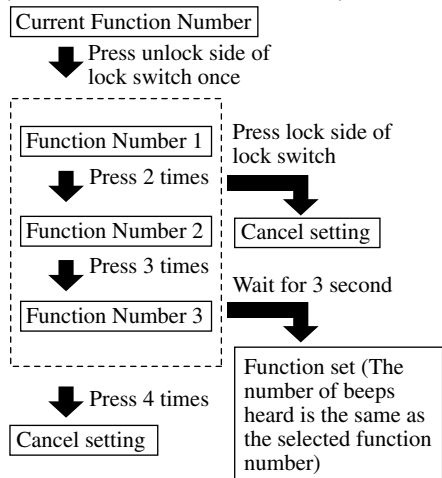 Current Function Number
Press unlock side of
lock switch once
Function Number 1
Press lock side of
lock switch
Press 2 times
Function Number 2
Cancel setting
Press 3 times
Wait for 3 second
Function Number 3
Function set (The
number of beeps
heard is the same as
the selected function
number)
Press 4 times
Cancel setting